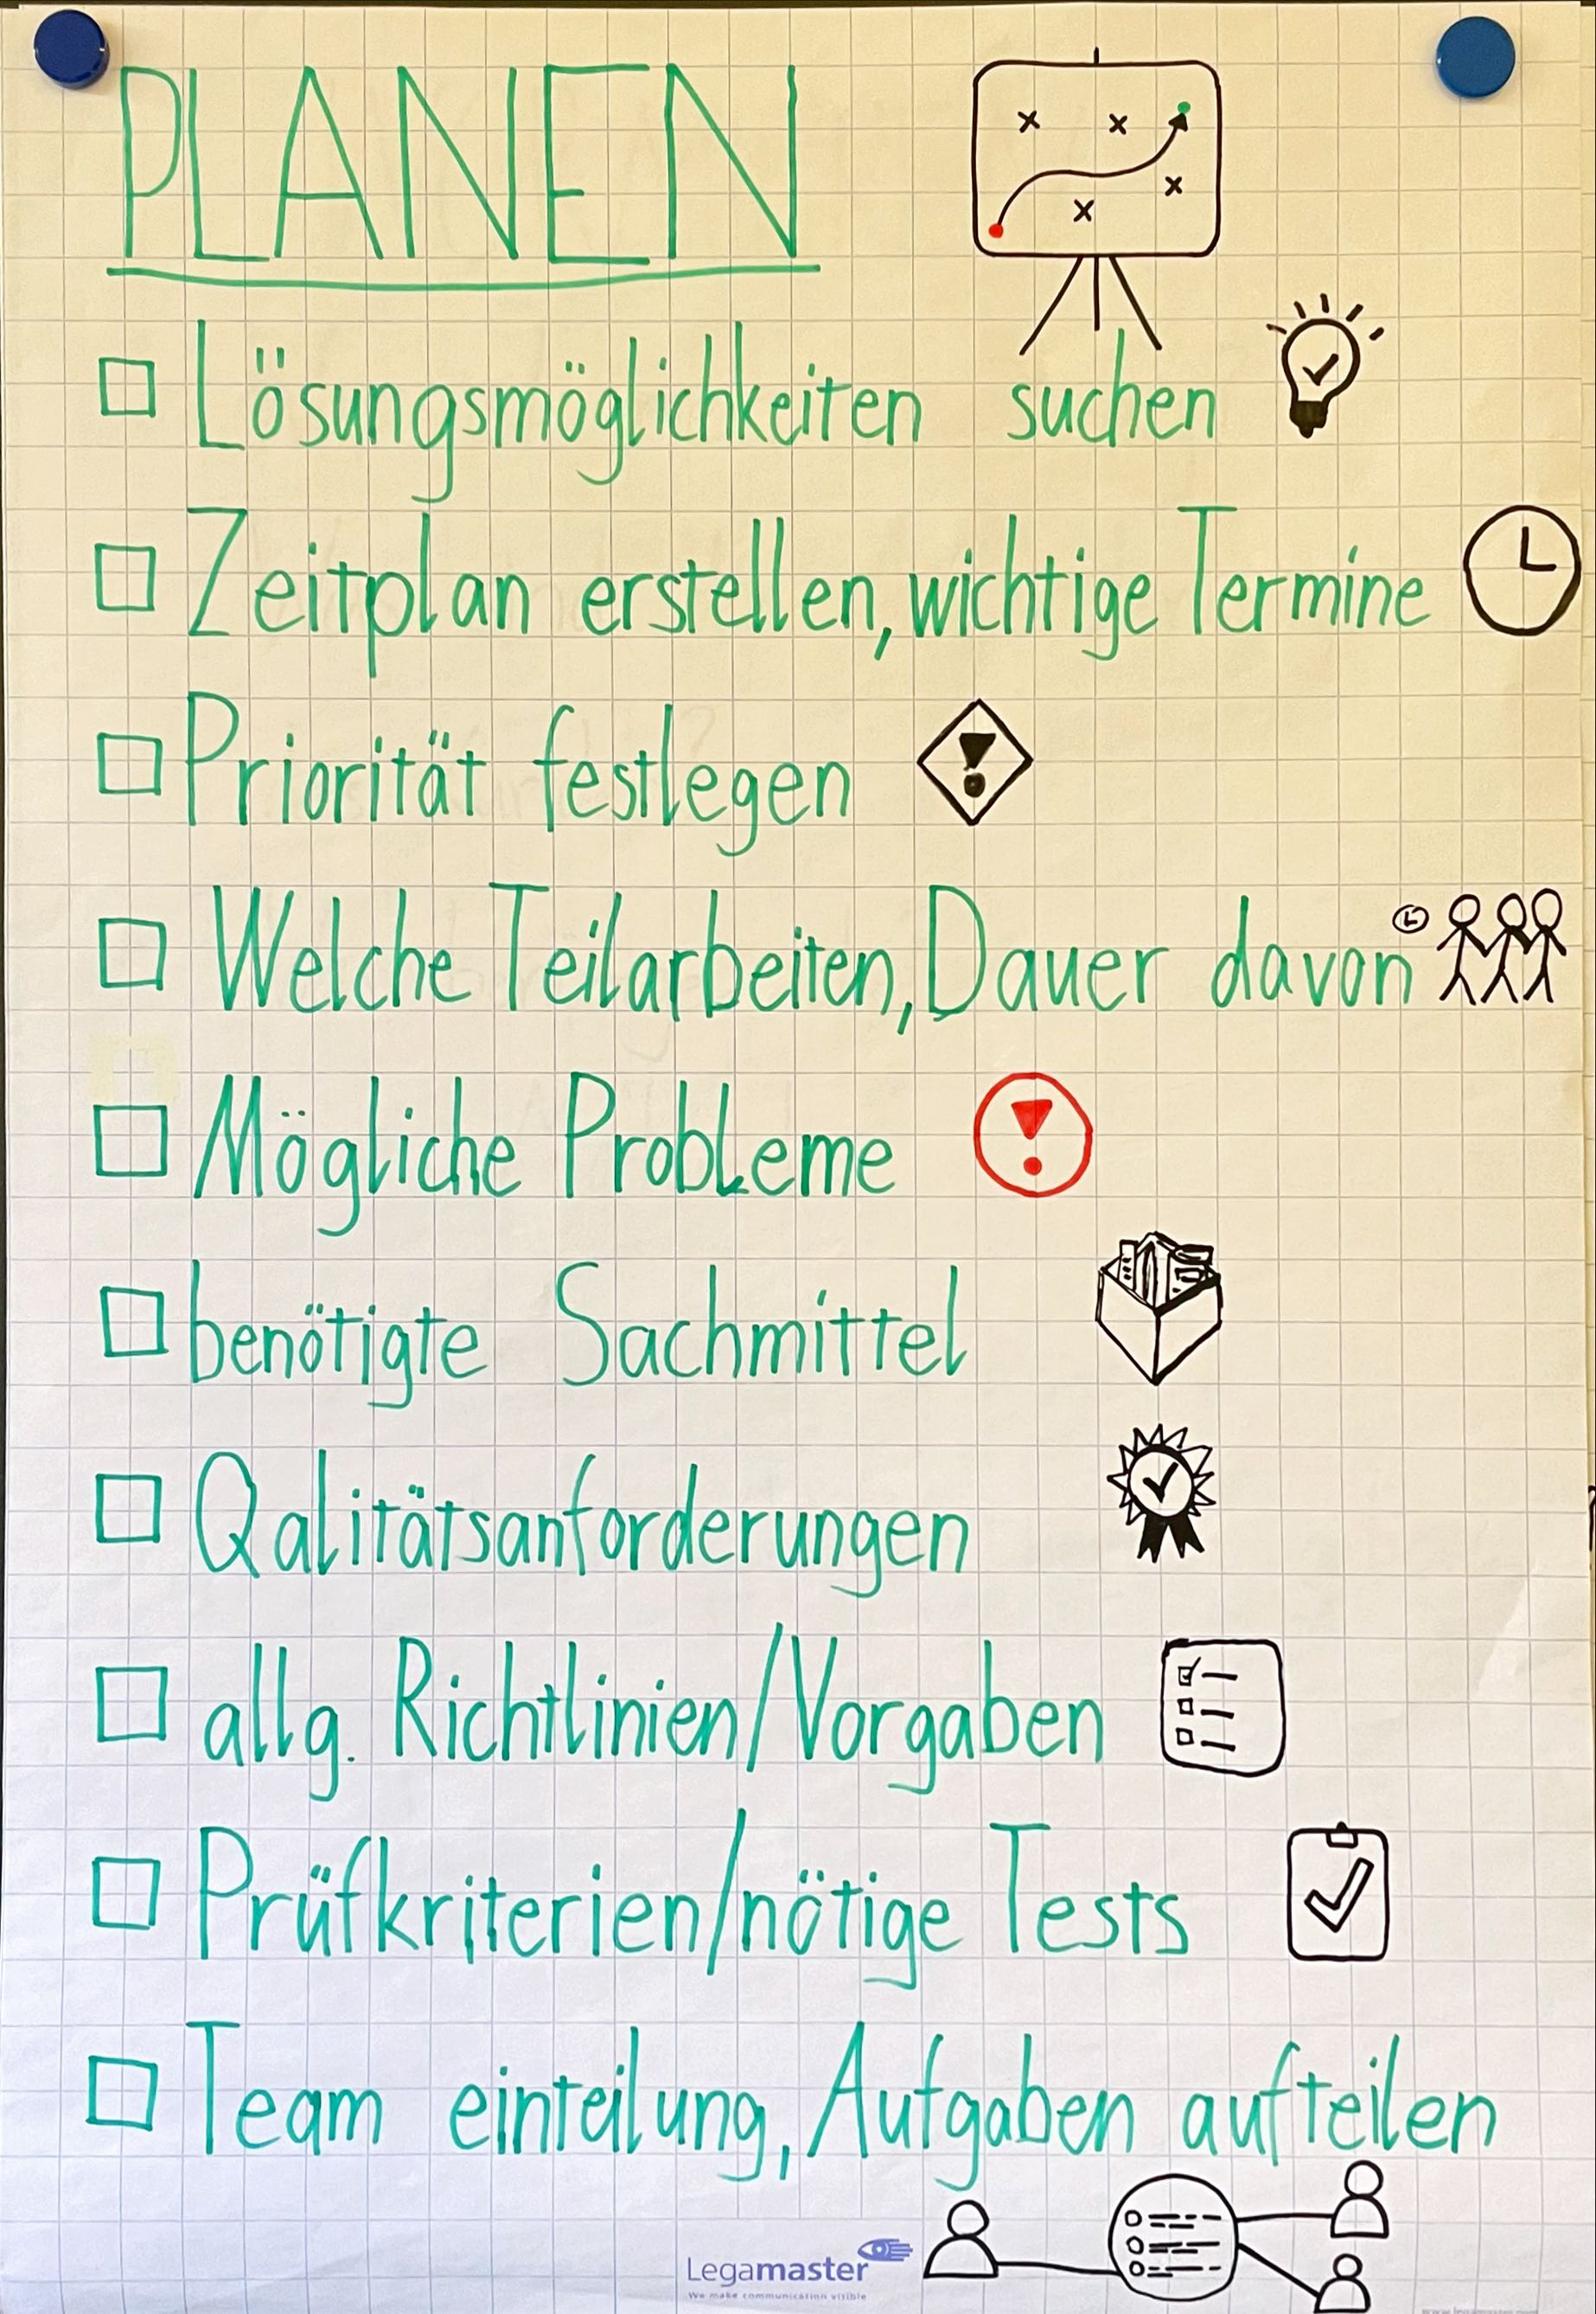 PLANEN
Lösungsmöglichkeiten suchen
Zeitplan erstellen, wichtige Termine
Priorität festlegen
Welche Teilarbeiten, Dauer davon
Mögliche Probleme
benötigte Sachmittel
Qalitätsanforderungen
allg. Richtlinien/Vorgaben
Prüfkriterien/nötige Tests
Team einteilung, Aufgaben aufteilen
Legamaster
We make communication visible